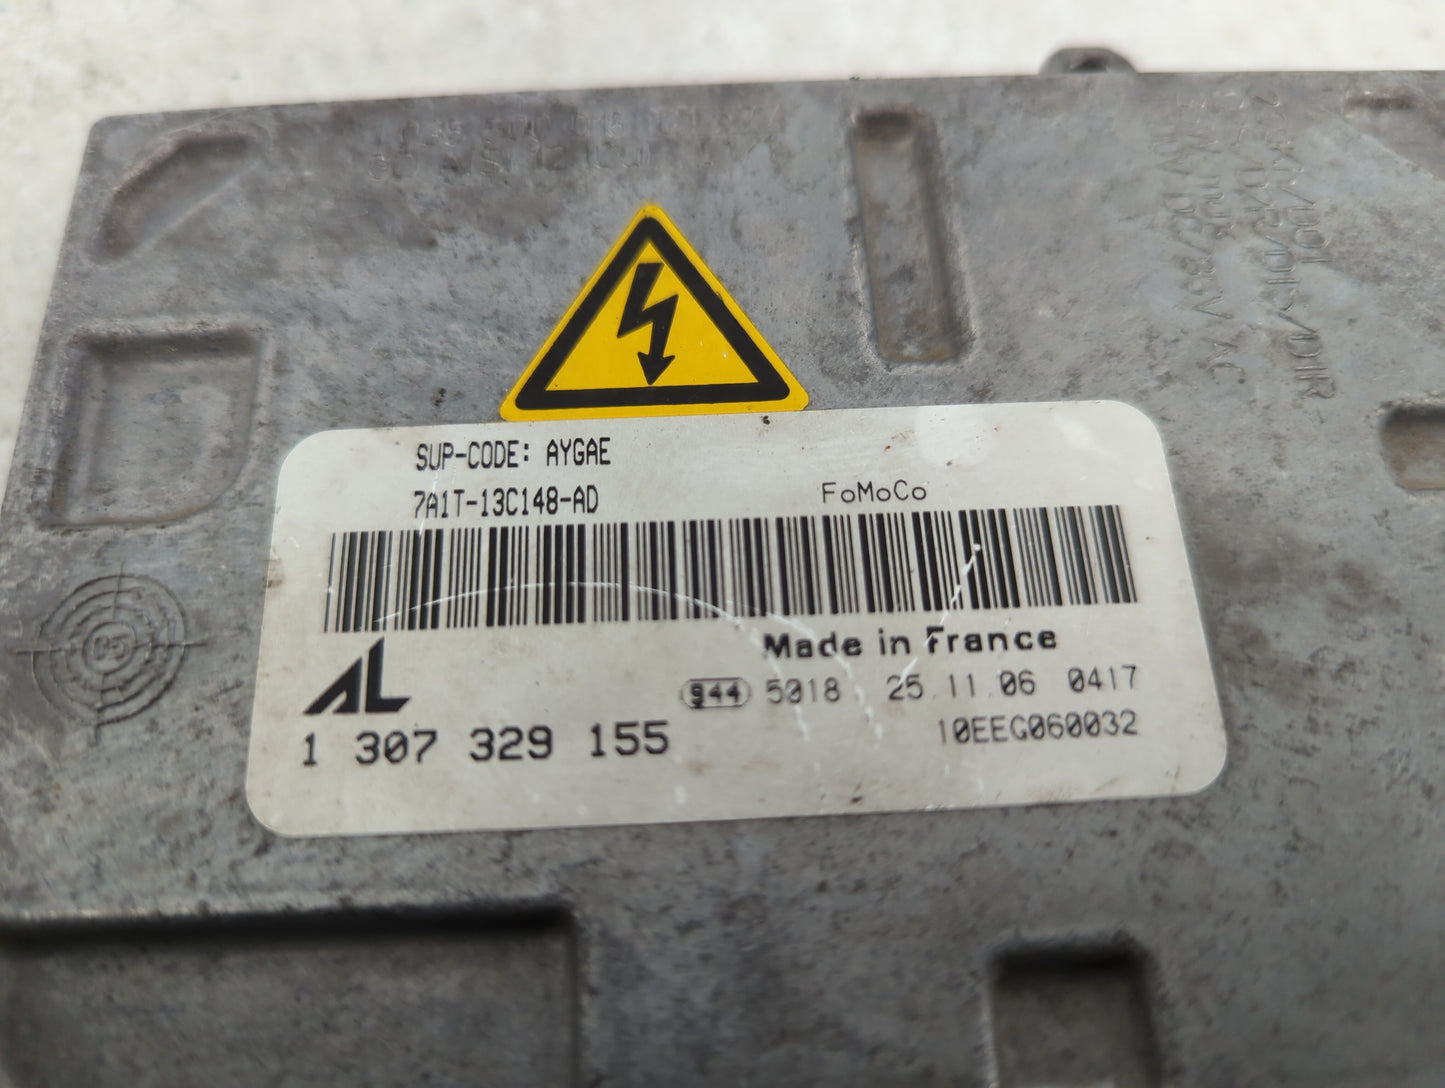 SUP-CODE: AYGAE
7A1T-13C148-AD
FoMoCo
Made in France
AL
944 5018 25.11.06 0417
1 307 329 155
10EEG060032
05